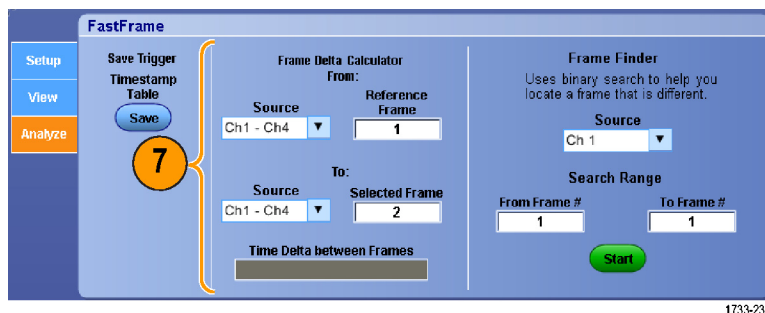 FastFrame
Setup
View
Analyze
Save Trigger
Timestamp
Table
Save
7
Frame Delta Calculator
From:
Source
Reference
Frame
Ch1 - Ch4
1
To:
Source
Selected Frame
Ch1 - Ch4
2
Time Delta between Frames
Frame Finder
Uses binary search to help you
locate a frame that is different.
Source
Ch 1
Search Range
From Frame #
To Frame #
1
1
Start
1733-23